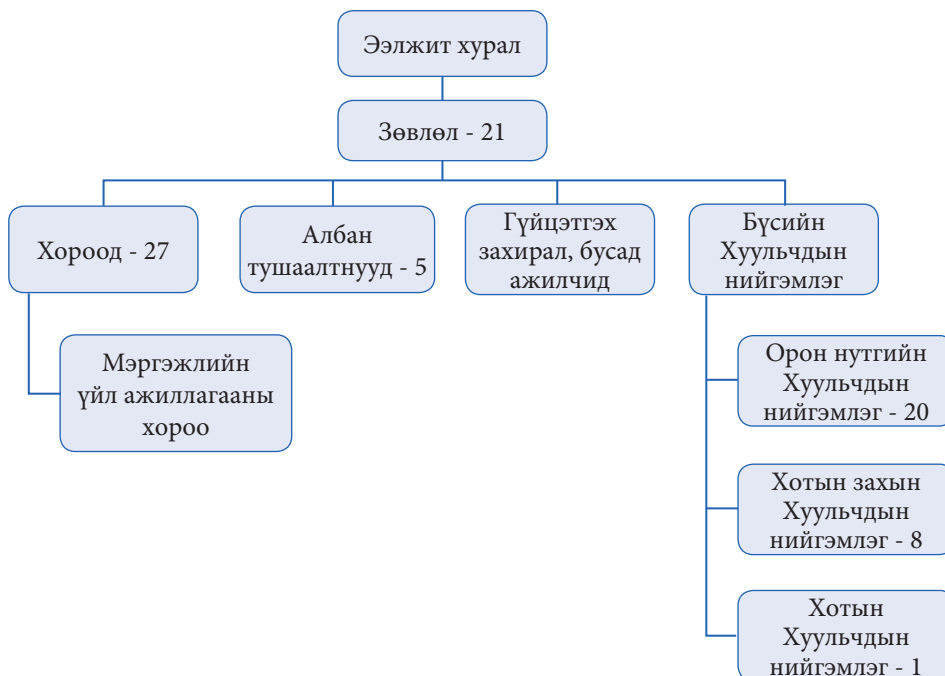 Ээлжит хурал
Зөвлөл - 21
Хороод - 27
Албан
тушаалтнууд - 5
Гүйцэтгэх
захирал, бусад
ажилчид
Бүсийн
Хуульчдын
нийгэмлэг
Мэргэжлийн
үйл ажиллагааны
хороо
Орон нутгийн
Хуульчдын
нийгэмлэг - 20
Хотын захын
Хуульчдын
нийгэмлэг - 8
Хотын
Хуульчдын
нийгэмлэг - 1